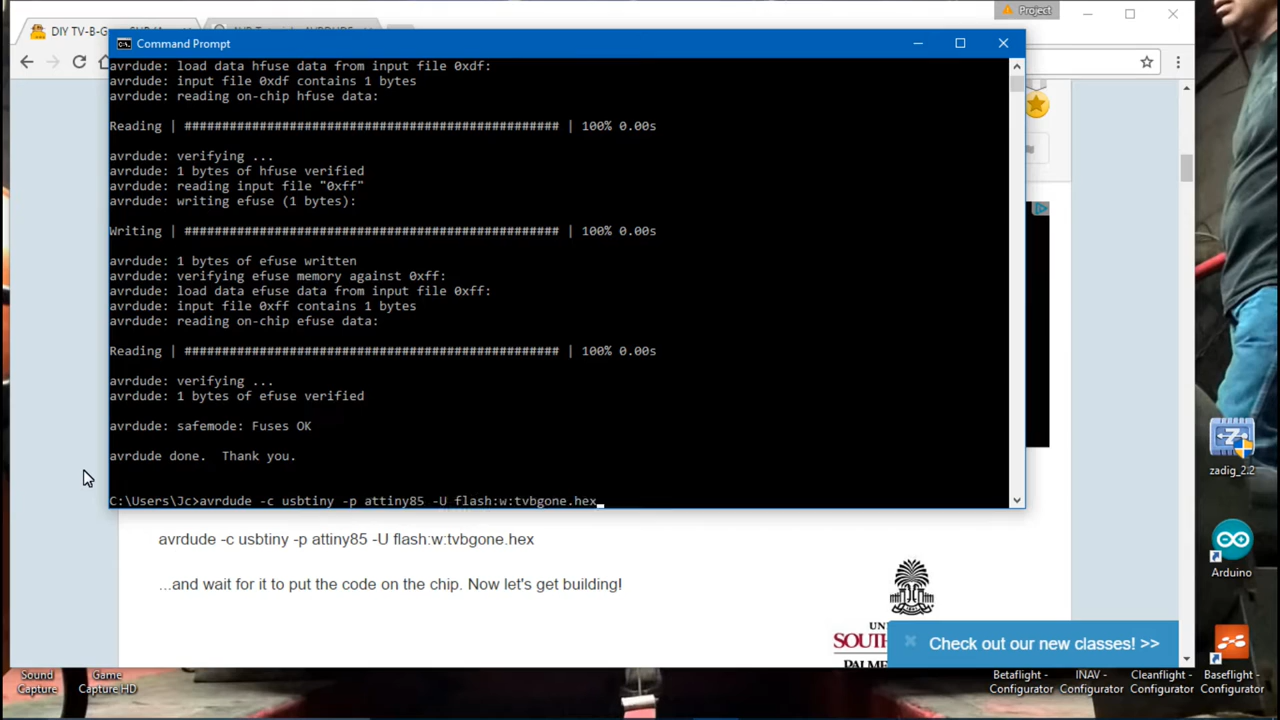 Project
DIY TV-B-G
Command Prompt
avrdude: load data hfuse data from input file 0xdf:
avrdude: input file 0xdf contains 1 bytes
avrdude: reading on-chip hfuse data:
Reading | ################################################## | 100% 0.00s
avrdude: verifying ...
avrdude: 1 bytes of hfuse verified
avrdude: reading input file "0xff"
avrdude: writing efuse (1 bytes):
Writing | ################################################## | 100% 0.00s
avrdude: 1 bytes of efuse written
avrdude: verifying efuse memory against 0xff:
avrdude: load data efuse data from input file 0xff:
avrdude: input file 0xff contains 1 bytes
avrdude: reading on-chip efuse data:
Reading | ################################################## | 100% 0.00s
avrdude: verifying ...
avrdude: 1 bytes of efuse verified
avrdude: safemode: Fuses OK
avrdude done.  Thank you.
C:\Users\Jc>avrdude -c usbtiny -p attiny85 -U flash:w:tvbgone.hex
avrdude -c usbtiny -p attiny85 -U flash:w:tvbgone.hex
...and wait for it to put the code on the chip. Now let's get building!
UN
SOUTH
PALME
Check out our new classes! >>
zadig_2.2
Arduino
Sound Capture
Game Capture HD
Betaflight - Configurator
INAV - Configurator
Cleanflight - Configurator
Baseflight - Configurator